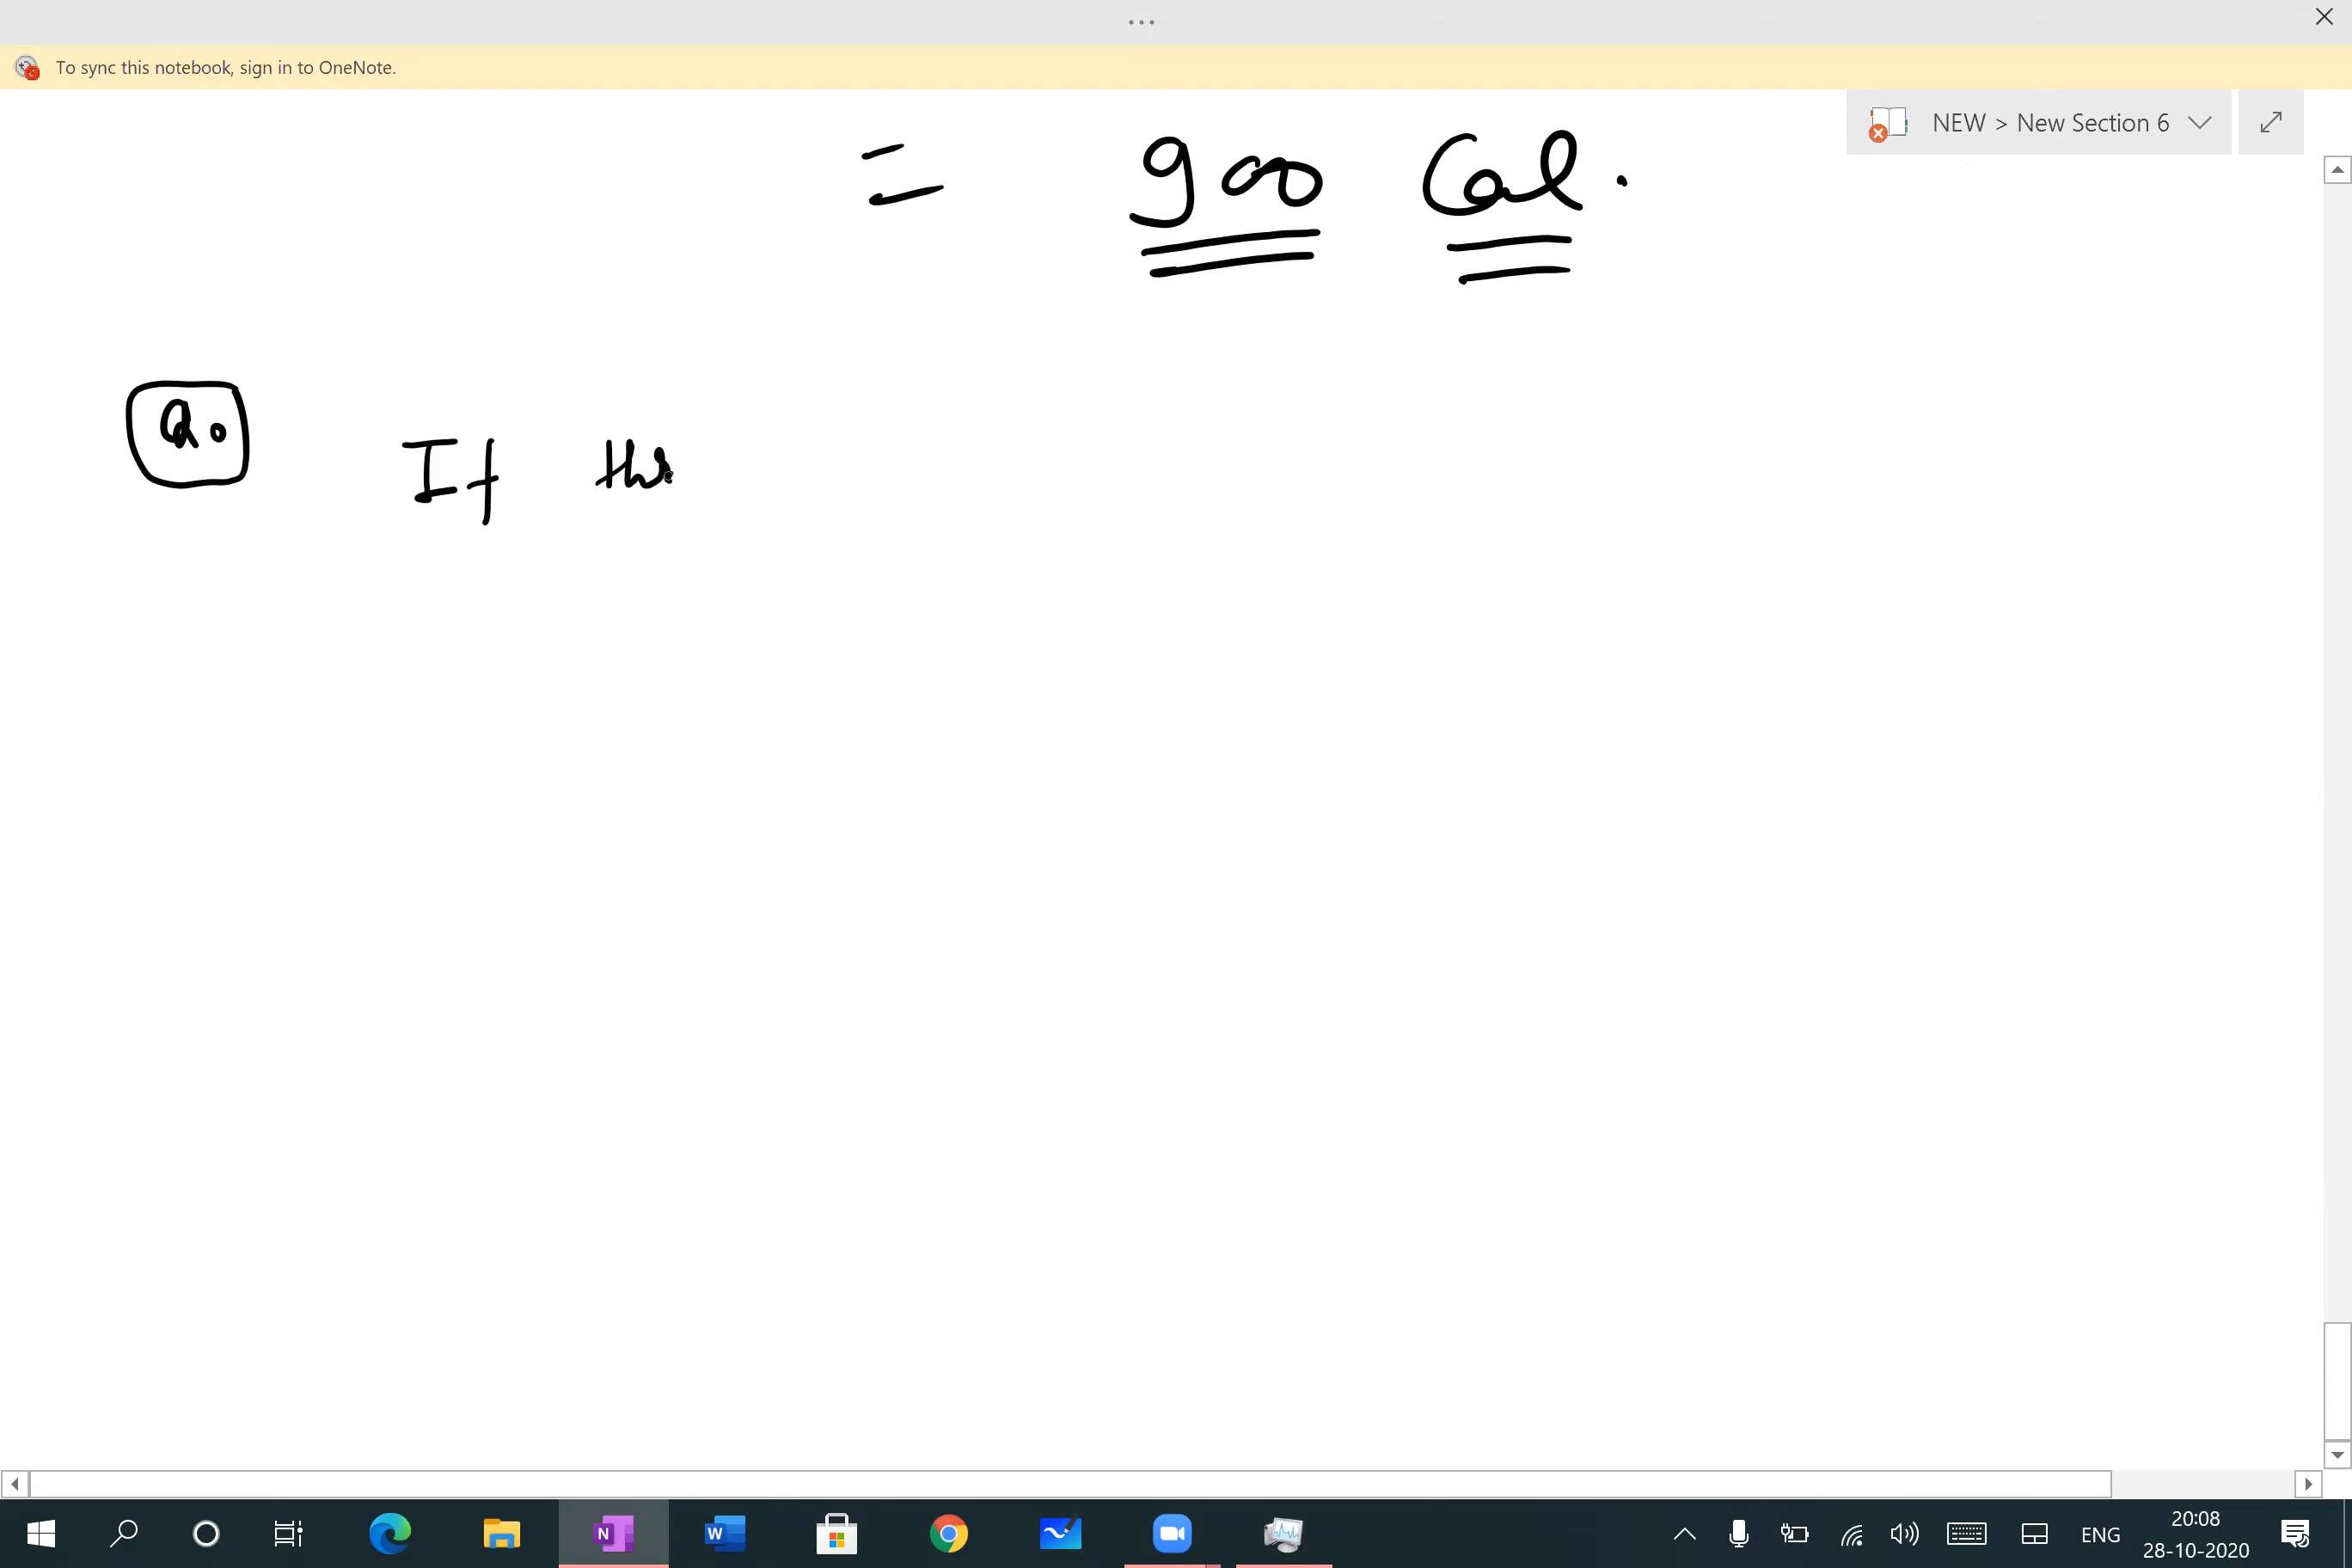 To sync this notebook, sign in to OneNote.
NEW > New Section 6
= 900 Cal.
Q.
If the
ENG
20:08
28-10-2020